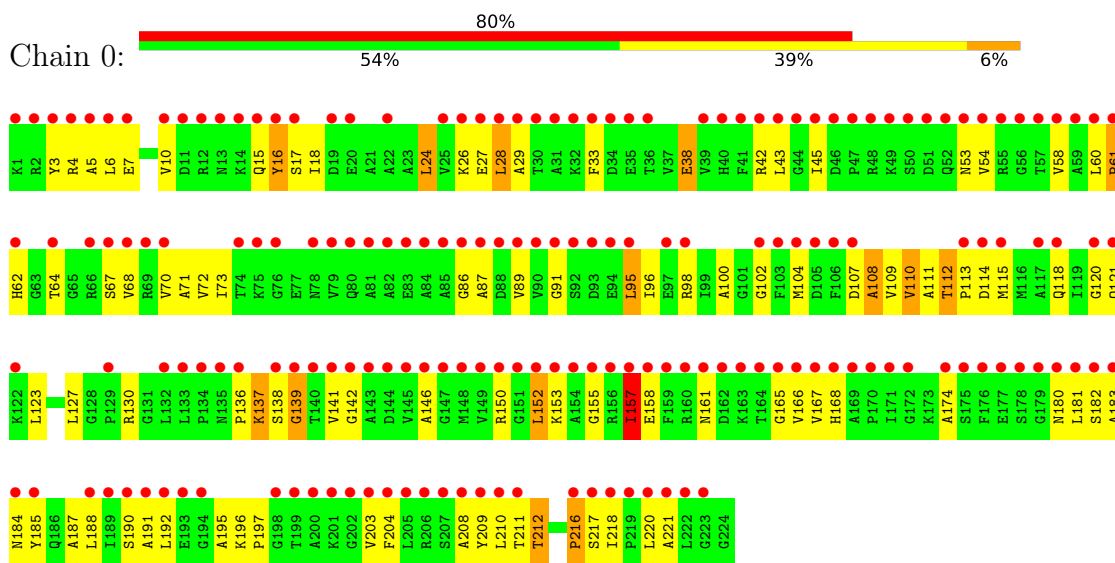 Chain 0:
80%
54% 39% 6%
K1 R2 Y3 R4 A5 L6 E7 V10 D11 R12 N13 K14 Q15 Y16 S17 I18 D19 E20 A21 A22 A23 L24 V25 K26 E27 L28 A29 T30 A31 K32 F33 D34 E35 T36 V37 E38 V39 H40 F41 R42 L43 G44 I45 D46 P47 R48 K49 S50 D51 Q52 N53 V54 R55 G56 T57 V58 A59 L60 P61
H62 G63 T64 G65 R66 S67 V68 R69 V70 A71 V72 I73 T74 K75 G76 E77 N78 V79 Q80 A81 A82 E83 A84 A85 G86 A87 D88 V89 V90 G91 S92 D93 E94 L95 I96 E97 R98 I99 A100 G101 G102 F103 M104 D105 F106 D107 A108 V109 V110 A111 T112 P113 D114 M115 M116 A117 Q118 I119 G120 R121
K122 L123 L127 G128 P129 R130 G131 L132 L133 P134 N135 P136 K137 S138 G139 T140 V141 G142 A143 D144 V145 A146 G147 M148 V149 R150 G151 L152 K153 A154 G155 R156 I157 E158 F159 R160 N161 D162 K163 T164 G165 V166 V167 H168 A169 P170 I171 G172 K173 A174 S175 F176 E177 S178 G179 N180 L181 S182 A183
N184 Y185 Q186 A187 L188 I189 S190 A191 L192 E193 G194 A195 K196 P197 G198 T199 A200 K201 G202 V203 F204 L205 R206 S207 A208 Y209 L210 T211 T212 P216 S217 I218 P219 L220 A221 L222 G223 G224